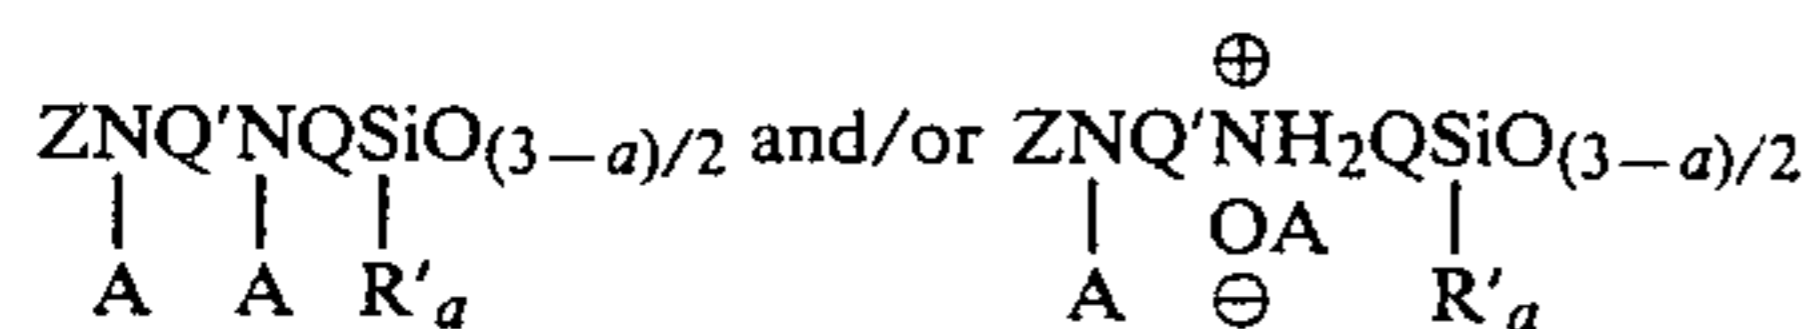 ⊕
ZNQ′NQSiO(3−a)/2 and/or ZNQ′NH2QSiO(3−a)/2
| | | | OA |
A A R′a A ⊖ R′a